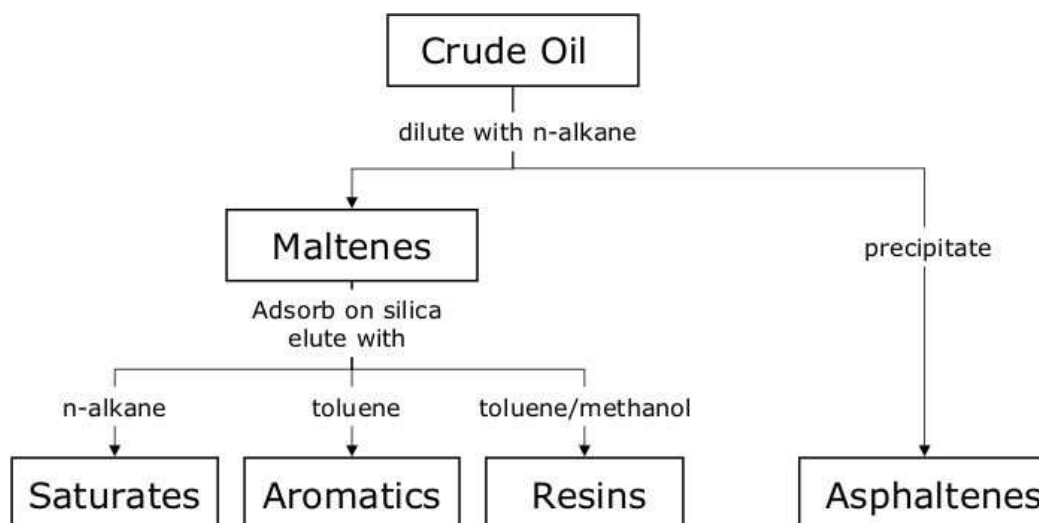 Crude Oil
dilute with n-alkane
Maltenes
precipitate
Adsorb on silica
elute with
n-alkane
toluene
toluene/methanol
Saturates
Aromatics
Resins
Asphaltenes